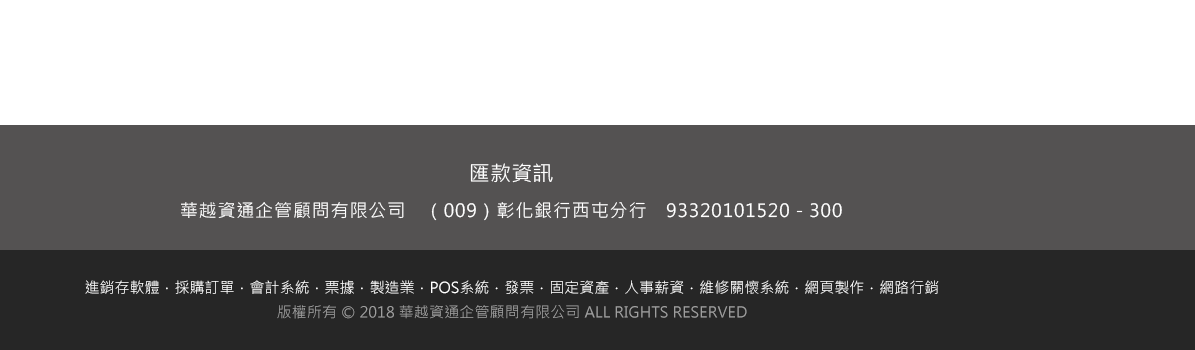 匯款資訊
華越資通企管顧問有限公司 ( 009 ) 彰化銀行西屯分行 93320101520 - 300
進銷存軟體 · 採購訂單 · 會計系統 · 票據 · 製造業 · POS系統 · 發票 · 固定資產 · 人事薪資 · 維修關懷系統 · 網頁製作 · 網路行銷
版權所有 © 2018 華越資通企管顧問有限公司 ALL RIGHTS RESERVED